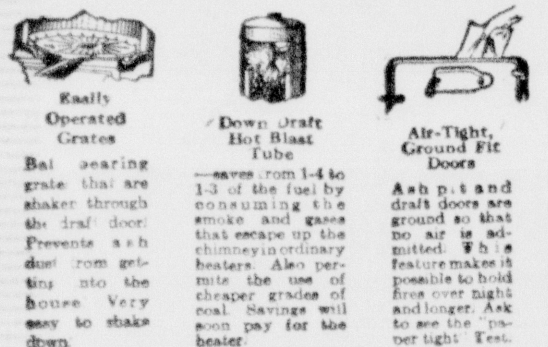 Easily
Operated
Grates
Ball bearing
grates that are
shaker through
the draft door
Prevents ash
dust from get-
ting into the
house Very
easy to shake
down.
Down Draft
Hot Blast
Tube
—saves from 1-4 to
1-3 of the fuel by
consuming the
smoke and gases
that escape up the
chimney in ordinary
heaters. Also per-
mits the use of
cheaper grades of
coal. Savings will
soon pay for the
heater.
Air-Tight,
Ground Fit
Doors
Ash pit and
draft doors are
ground so that
no air is ad-
mitted. This
feature makes it
possible to hold
fires over night
and longer. Ask
to see the "pa-
per tight" Test.